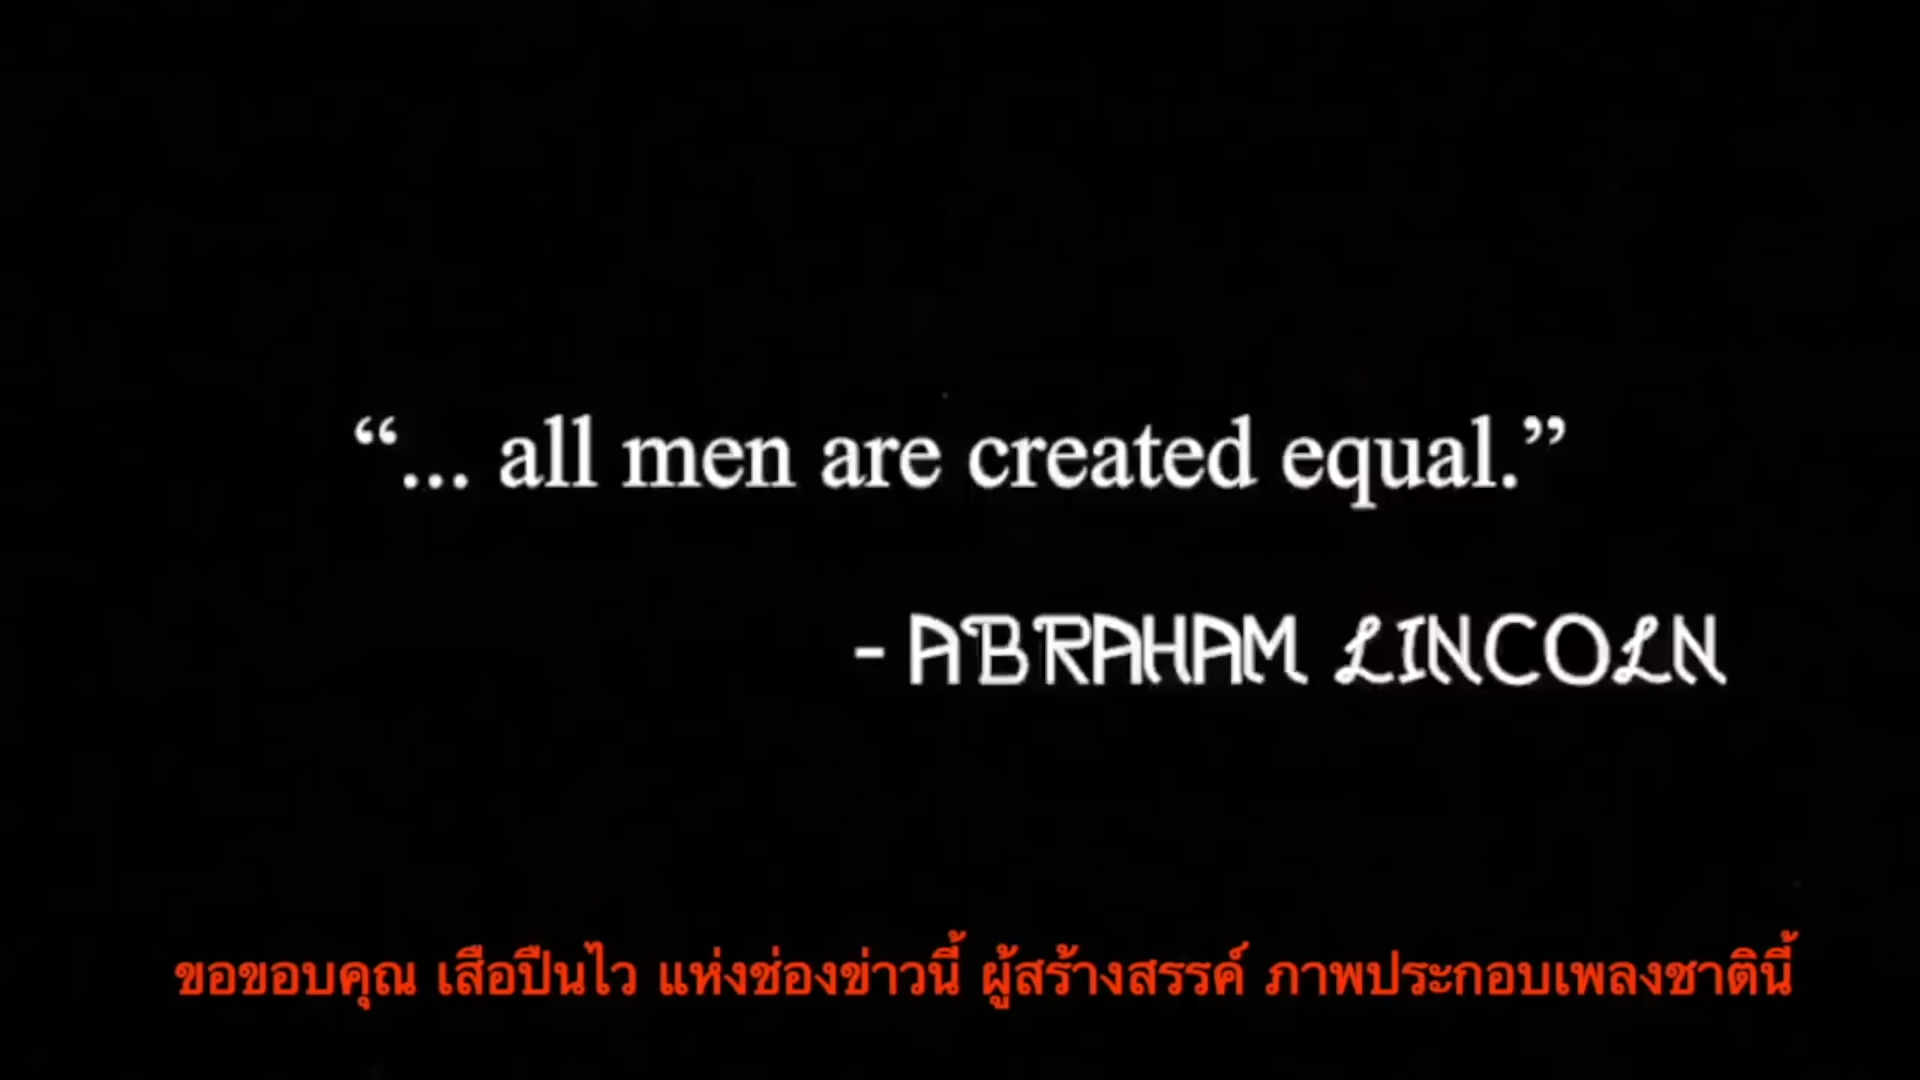 “... all men are created equal.”
- ABRAHAM LINCOLN
ขอขอบคุณ เสือปืนไว แห่งช่องข่าวนี้ ผู้สร้างสรรค์ ภาพประกอบเพลงชาตินี้